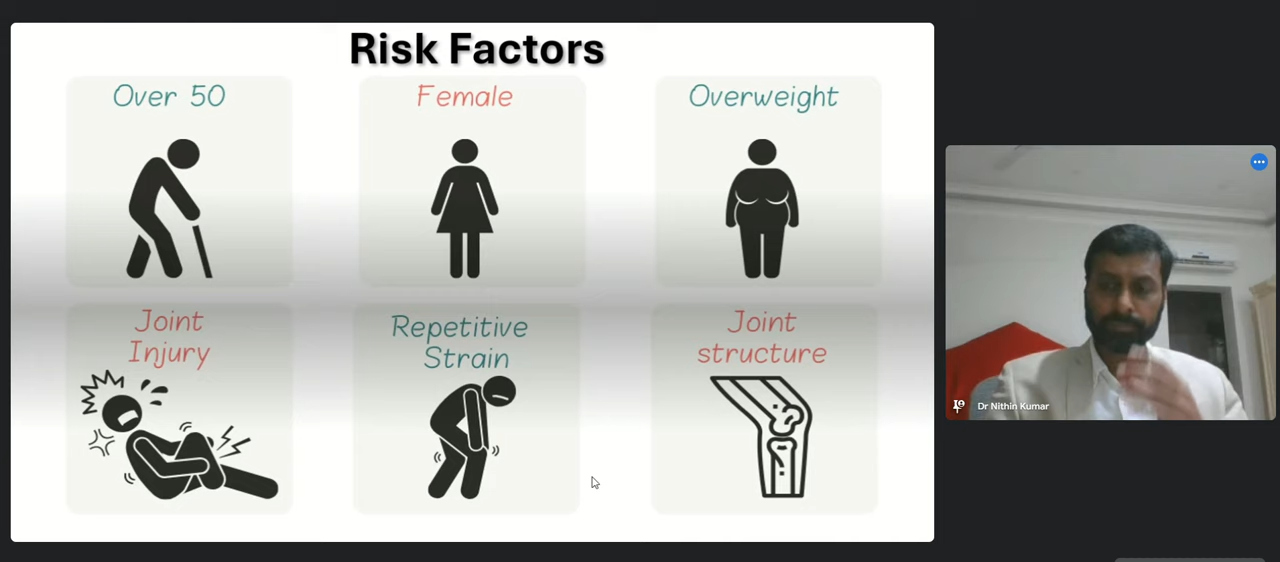 Risk Factors
Over 50
Female
Overweight
Joint
Injury
Repetitive
Strain
Joint
structure
Dr Nithin Kumar